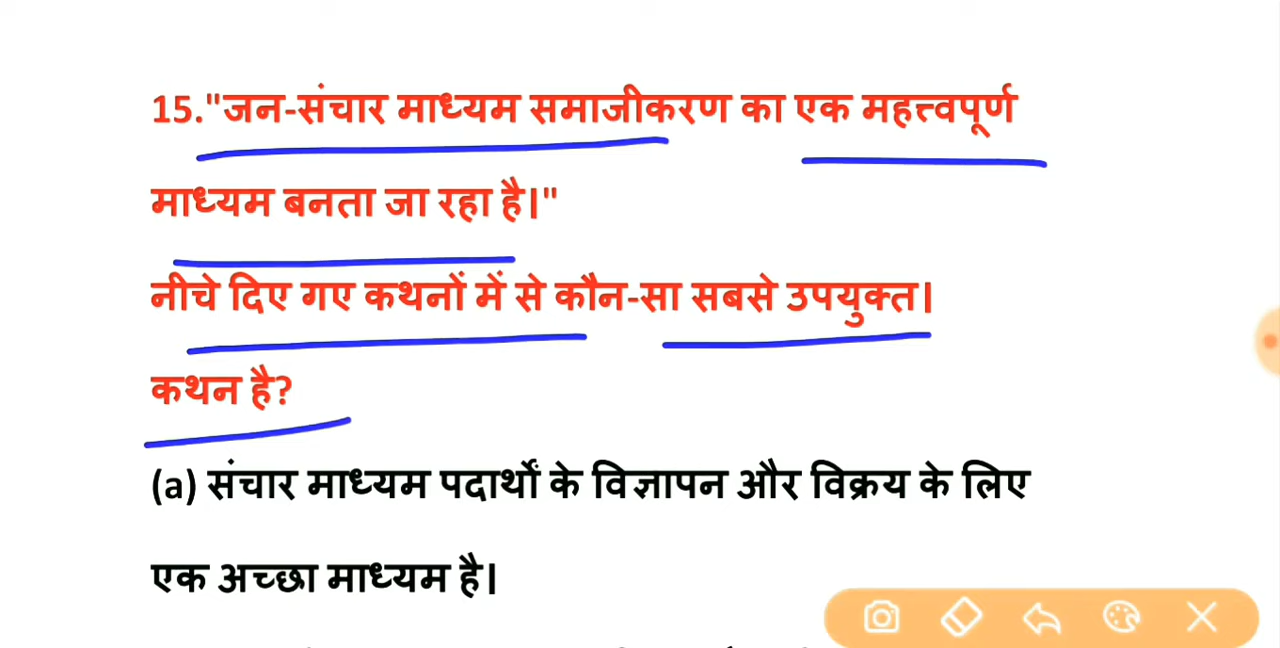 15."जन-संचार माध्यम समाजीकरण का एक महत्त्वपूर्ण
माध्यम बनता जा रहा है।"
नीचे दिए गए कथनों में से कौन-सा सबसे उपयुक्त।
कथन है?
(a) संचार माध्यम पदार्थों के विज्ञापन और विक्रय के लिए
एक अच्छा माध्यम है।